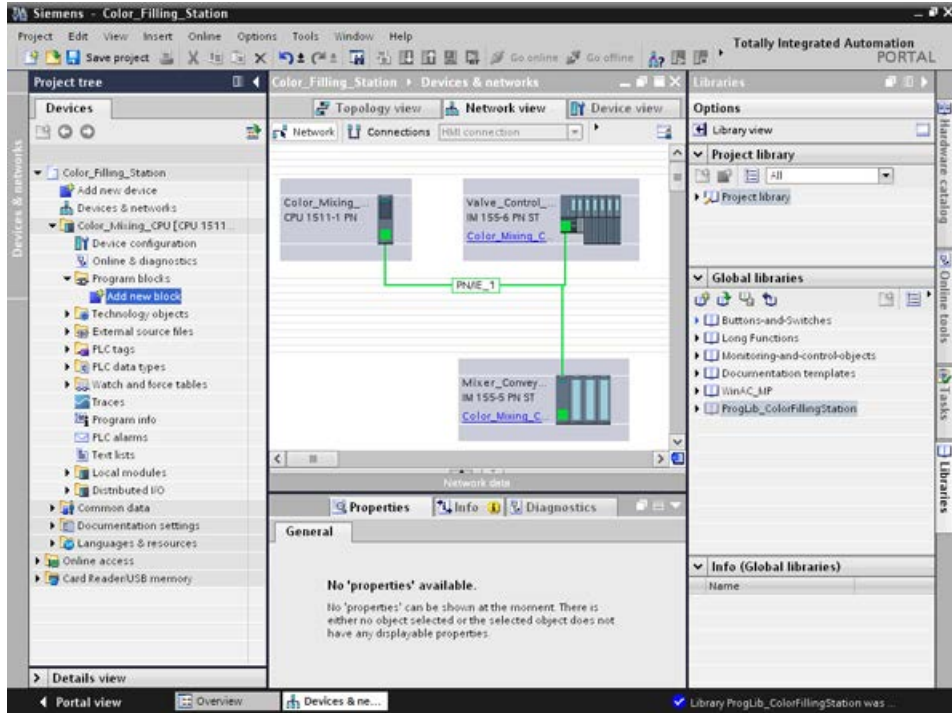 Siemens - Color_Filling_Station
Project Edit View Insert Online Options Tools Window Help
Save project
Go online
Go offline
Totally Integrated Automation
PORTAL
Project tree
Color_Filling_Station ▸ Devices & networks
Libraries
Devices
Topology view
Network view
Device view
Options
Network
Connections
HMI connection
Library view
Project library
All
Project library
Color_Filling_Station
Add new device
Devices & networks
Color_Mixing_CPU [CPU 1511...
Device configuration
Online & diagnostics
Program blocks
Add new block
Technology objects
External source files
PLC tags
PLC data types
Watch and force tables
Traces
Program info
PLC alarms
Text lists
Local modules
Distributed I/O
Common data
Documentation settings
Languages & resources
Online access
Card Reader/USB memory
Color_Mixing_...
CPU 1511-1 PN
Valve_Control_...
IM 155-6 PN ST
Color_Mixing_C...
PN/IE_1
Mixer_Convey...
IM 155-5 PN ST
Color_Mixing_C...
Network data
Global libraries
Buttons-and-Switches
Long Functions
Monitoring-and-control-objects
Documentation templates
WinAC_MP
ProgLib_ColorFillingStation
Properties
Info
Diagnostics
General
No 'properties' available.
No 'properties' can be shown at the moment. There is
either no object selected or the selected object does not
have any displayable properties.
Info (Global libraries)
Name
Details view
Portal view
Overview
Devices & ne...
Library ProgLib_ColorFillingStation was ...
Devices & networks
Hardware catalog
Online tools
Tasks
Libraries